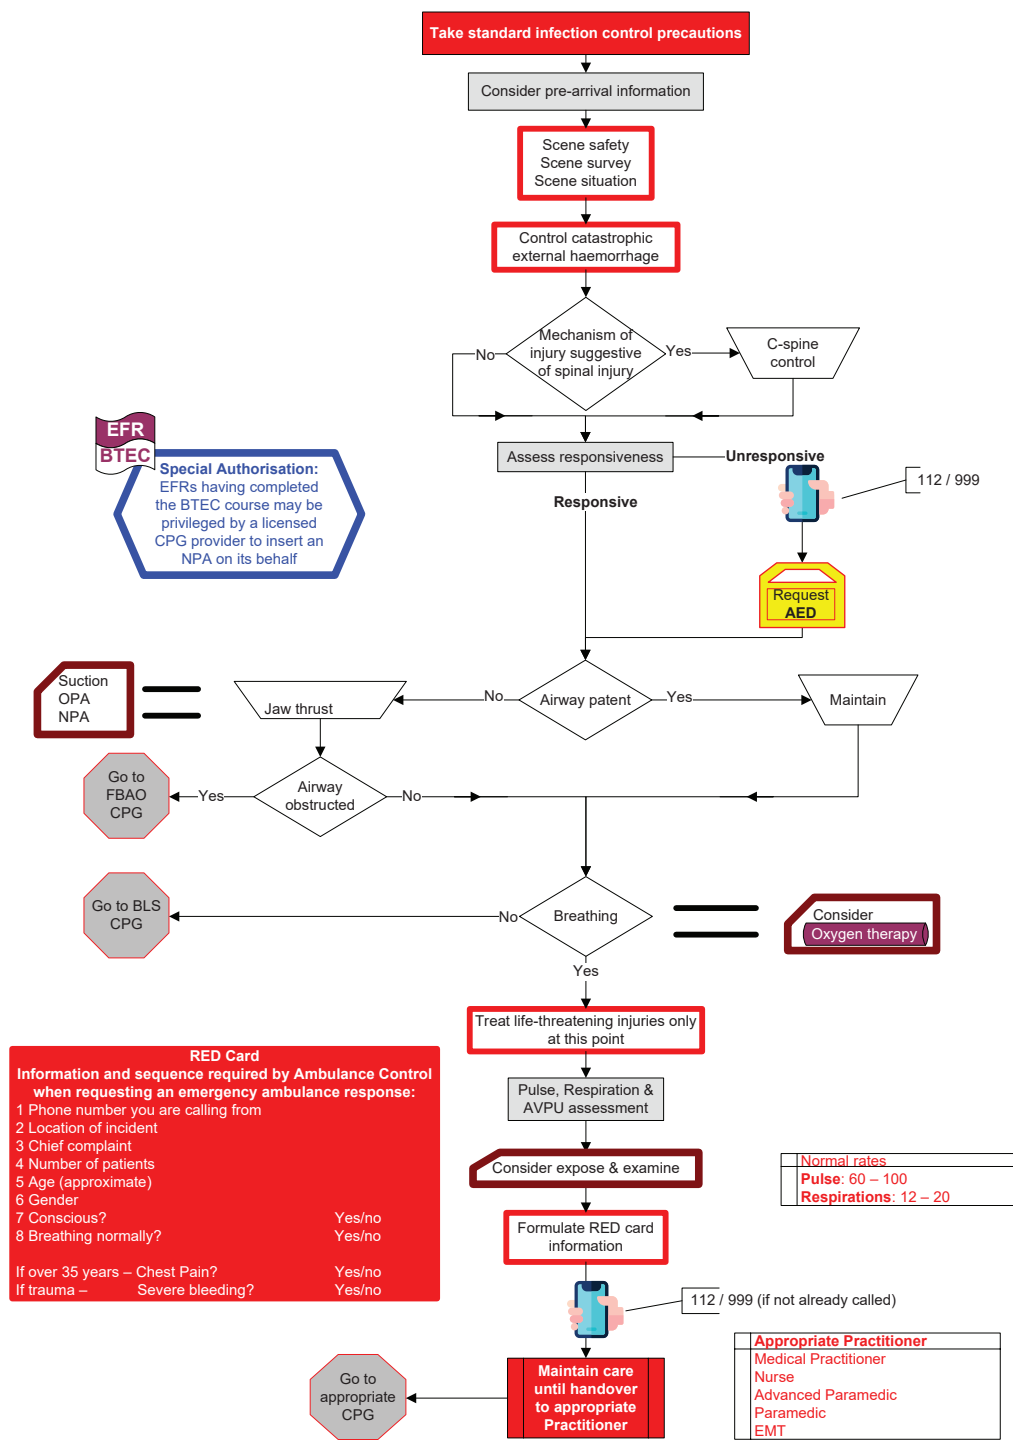 Take standard infection control precautions
Consider pre-arrival information
Scene safety
Scene survey
Scene situation
Control catastrophic
external haemorrhage
Mechanism of
injury suggestive
of spinal injury
No
Yes
C-spine
control
EFR
BTEC
Special Authorisation:
EFRs having completed
the BTEC course may be
privileged by a licensed
CPG provider to insert an
NPA on its behalf
Assess responsiveness
Unresponsive
112 / 999
Responsive
Request
AED
Suction
OPA
NPA
Jaw thrust
No
Airway patent
Yes
Maintain
Go to
FBAO
CPG
Yes
Airway
obstructed
No
Go to BLS
CPG
No
Breathing
Consider
Oxygen therapy
Yes
Treat life-threatening injuries only
at this point
RED Card
Information and sequence required by Ambulance Control
when requesting an emergency ambulance response:
1 Phone number you are calling from
2 Location of incident
3 Chief complaint
4 Number of patients
5 Age (approximate)
6 Gender
7 Conscious? Yes/no
8 Breathing normally? Yes/no
If over 35 years – Chest Pain? Yes/no
If trauma – Severe bleeding? Yes/no
Pulse, Respiration &
AVPU assessment
Consider expose & examine
Normal rates
Pulse: 60 – 100
Respirations: 12 – 20
Formulate RED card
information
112 / 999 (if not already called)
Go to
appropriate
CPG
Maintain care
until handover
to appropriate
Practitioner
Appropriate Practitioner
Medical Practitioner
Nurse
Advanced Paramedic
Paramedic
EMT